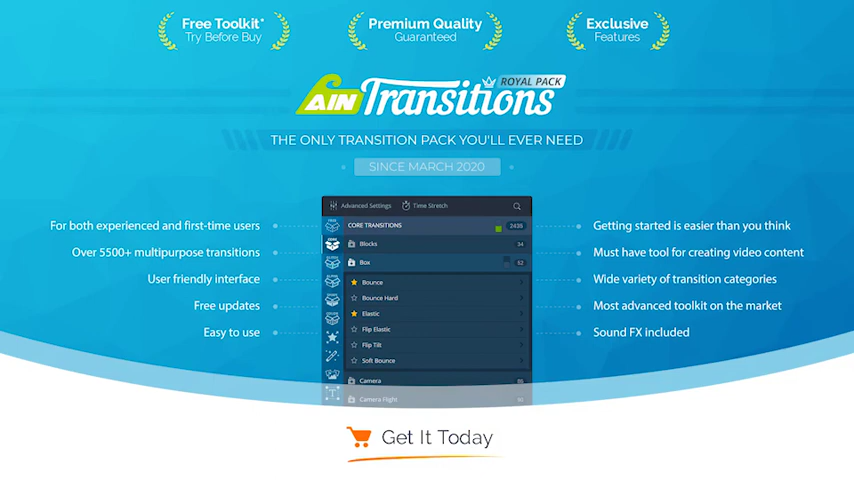 Free Toolkit*
Try Before Buy
Premium Quality
Guaranteed
Exclusive
Features
ROYAL PACK
AIN Transitions
THE ONLY TRANSITION PACK YOU'LL EVER NEED
SINCE MARCH 2020
For both experienced and first-time users
Over 5500+ multipurpose transitions
User friendly interface
Free updates
Easy to use
Advanced Settings
Time Stretch
CORE TRANSITIONS 2435
Blocks 34
Box 52
Bounce
Bounce Hard
Elastic
Flip Elastic
Flip Tilt
Soft Bounce
Camera
Camera Flight
Getting started is easier than you think
Must have tool for creating video content
Wide variety of transition categories
Most advanced toolkit on the market
Sound FX included
Get It Today